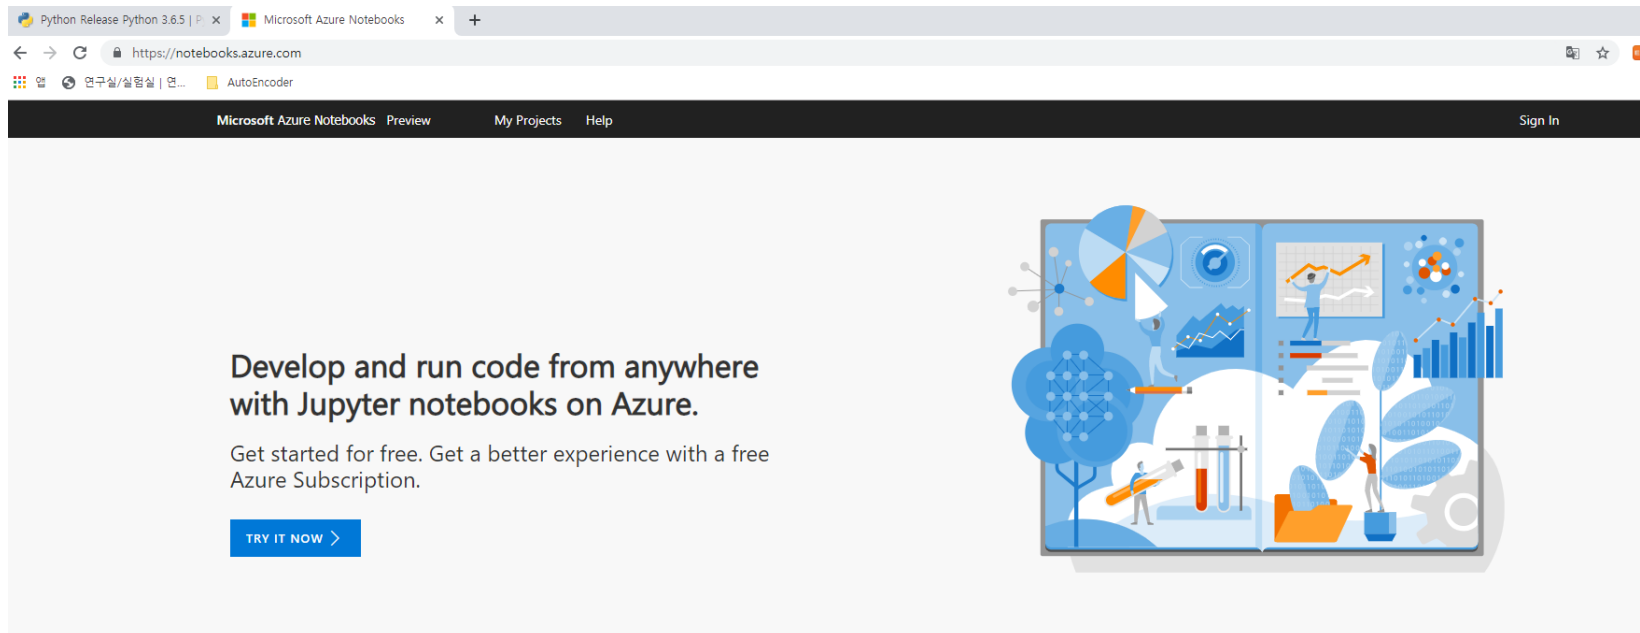 Python Release Python 3.6.5 | P
Microsoft Azure Notebooks
https://notebooks.azure.com
앱
연구실/실험실 | 연...
AutoEncoder
Microsoft Azure Notebooks Preview
My Projects
Help
Sign In
Develop and run code from anywhere
with Jupyter notebooks on Azure.
Get started for free. Get a better experience with a free
Azure Subscription.
TRY IT NOW